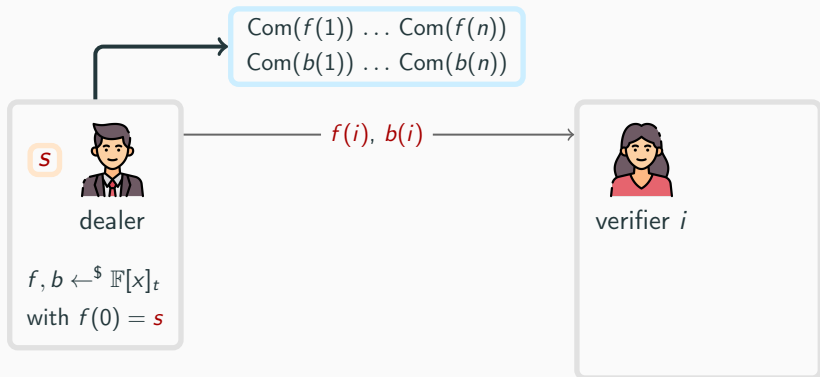 Com(f(1)) … Com(f(n))
Com(b(1)) … Com(b(n))
s
f(i), b(i)
dealer
verifier i
f, b ←$ 𝔽[x]ₜ
with f(0) = s